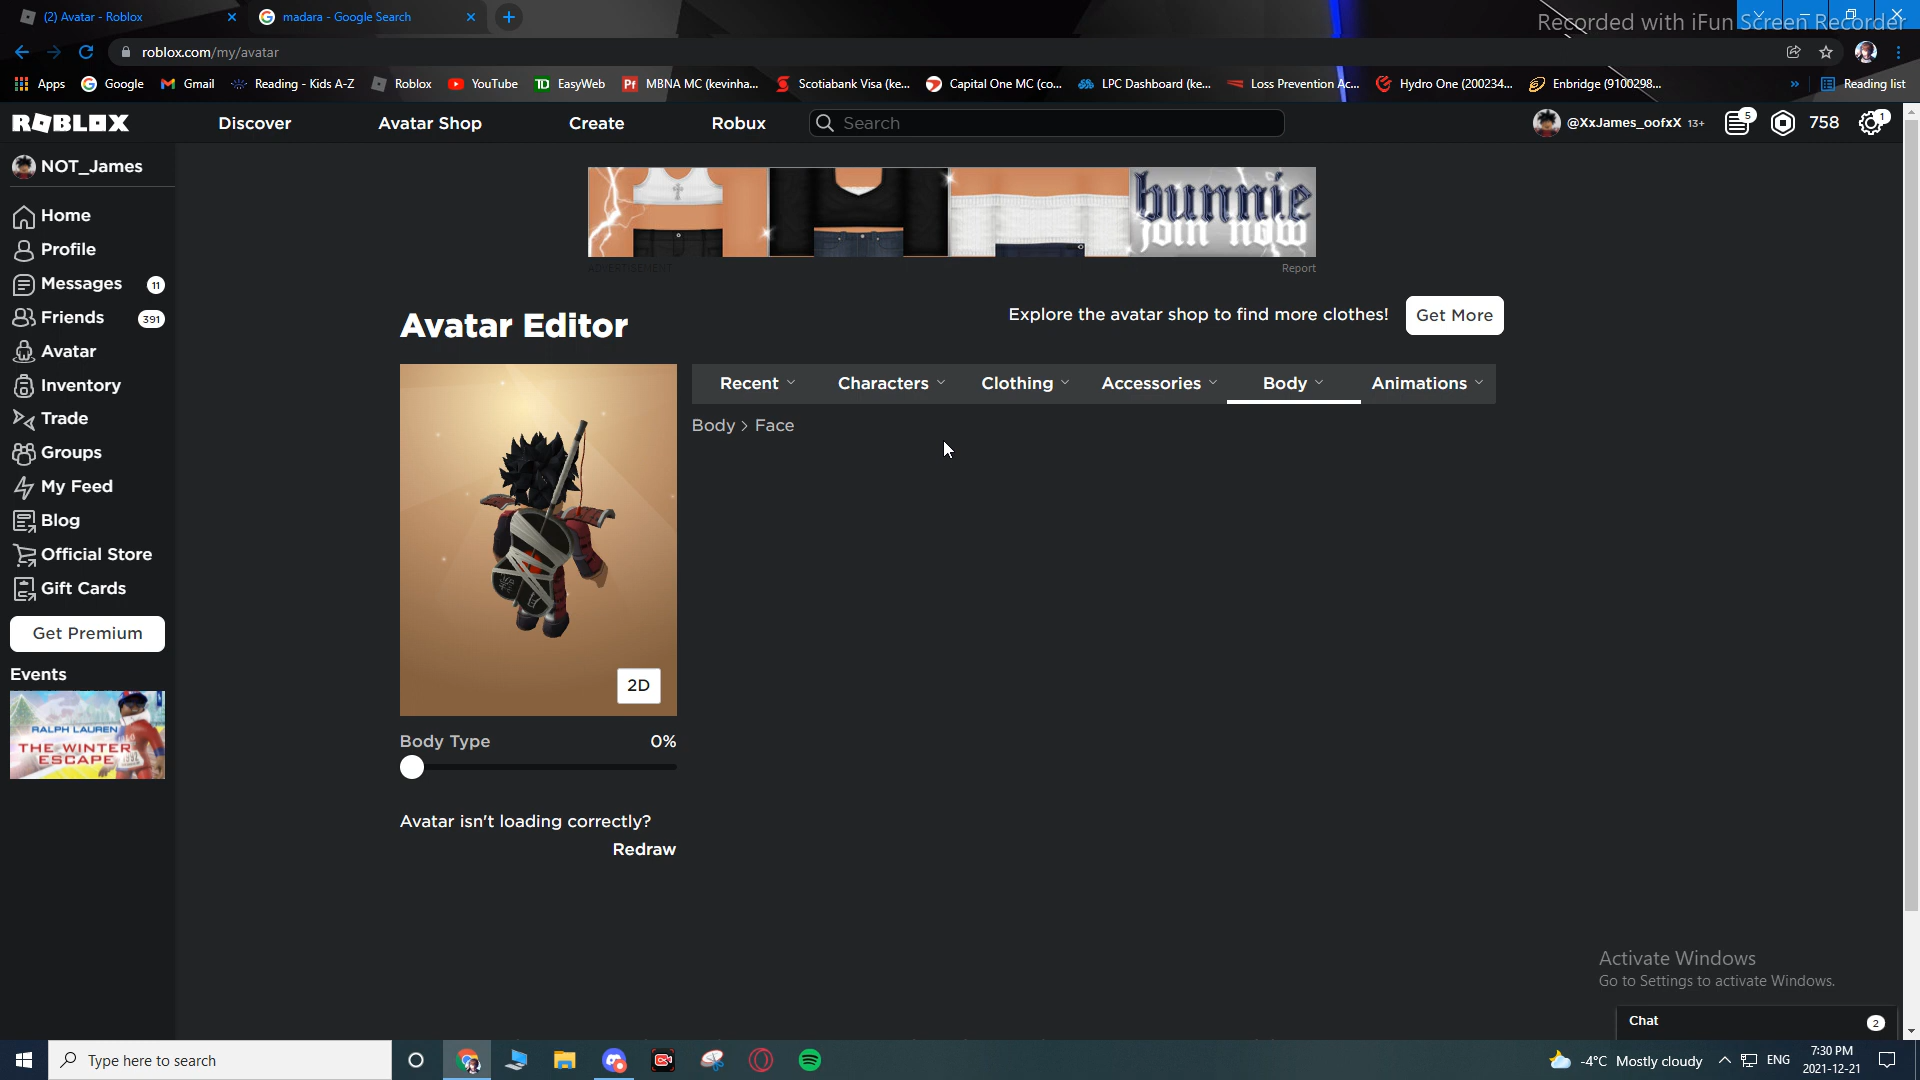 (2) Avatar - Roblox
madara - Google Search
Recorded with iFun Screen Recorder
roblox.com/my/avatar
Apps
Google
Gmail
Reading - Kids A-Z
Roblox
YouTube
EasyWeb
MBNA MC (kevinha...
Scotiabank Visa (ke...
Capital One MC (co...
LPC Dashboard (ke...
Loss Prevention Ac...
Hydro One (200234...
Enbridge (9100298...
Reading list
ROBLOX
Discover
Avatar Shop
Create
Robux
Search
@XxJames_oofxX 13+
5
758
1
NOT_James
Home
Profile
Messages 11
Friends 391
Avatar
Inventory
Trade
Groups
My Feed
Blog
Official Store
Gift Cards
Get Premium
Events
RALPH LAUREN
THE WINTER
ESCAPE
bunnie
join now
ADVERTISEMENT
Report
Avatar Editor
Explore the avatar shop to find more clothes!
Get More
Recent
Characters
Clothing
Accessories
Body
Animations
Body > Face
2D
Body Type 0%
Avatar isn't loading correctly?
Redraw
Activate Windows
Go to Settings to activate Windows.
Chat 2
Type here to search
-4°C Mostly cloudy
ENG
7:30 PM
2021-12-21